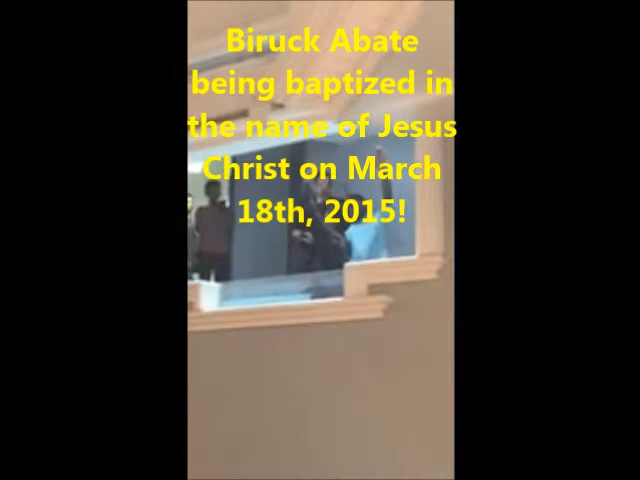 Biruck Abate
being baptized in
the name of Jesus
Christ on March
18th, 2015!